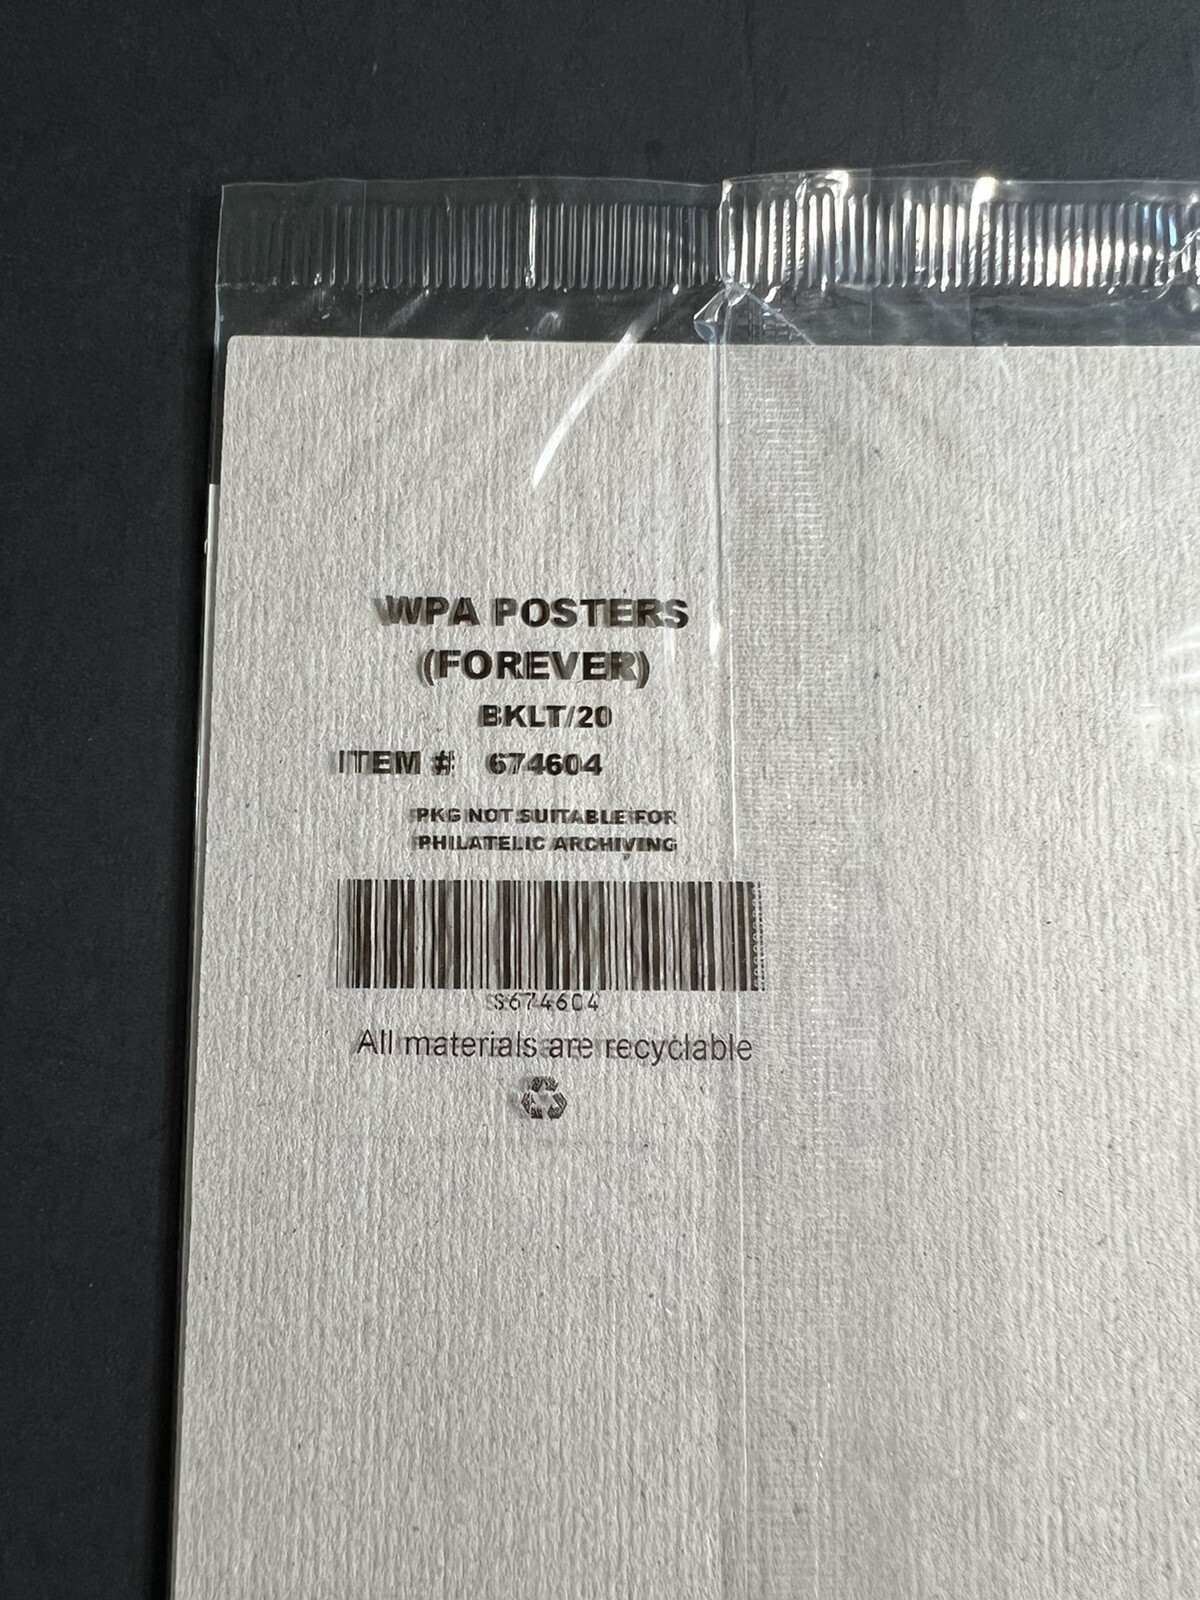 WPA POSTERS
(FOREVER)
BKLT/20
ITEM # 674604
PKG NOT SUITABLE FOR
PHILATELIC ARCHIVING
S674604
All materials are recyclable